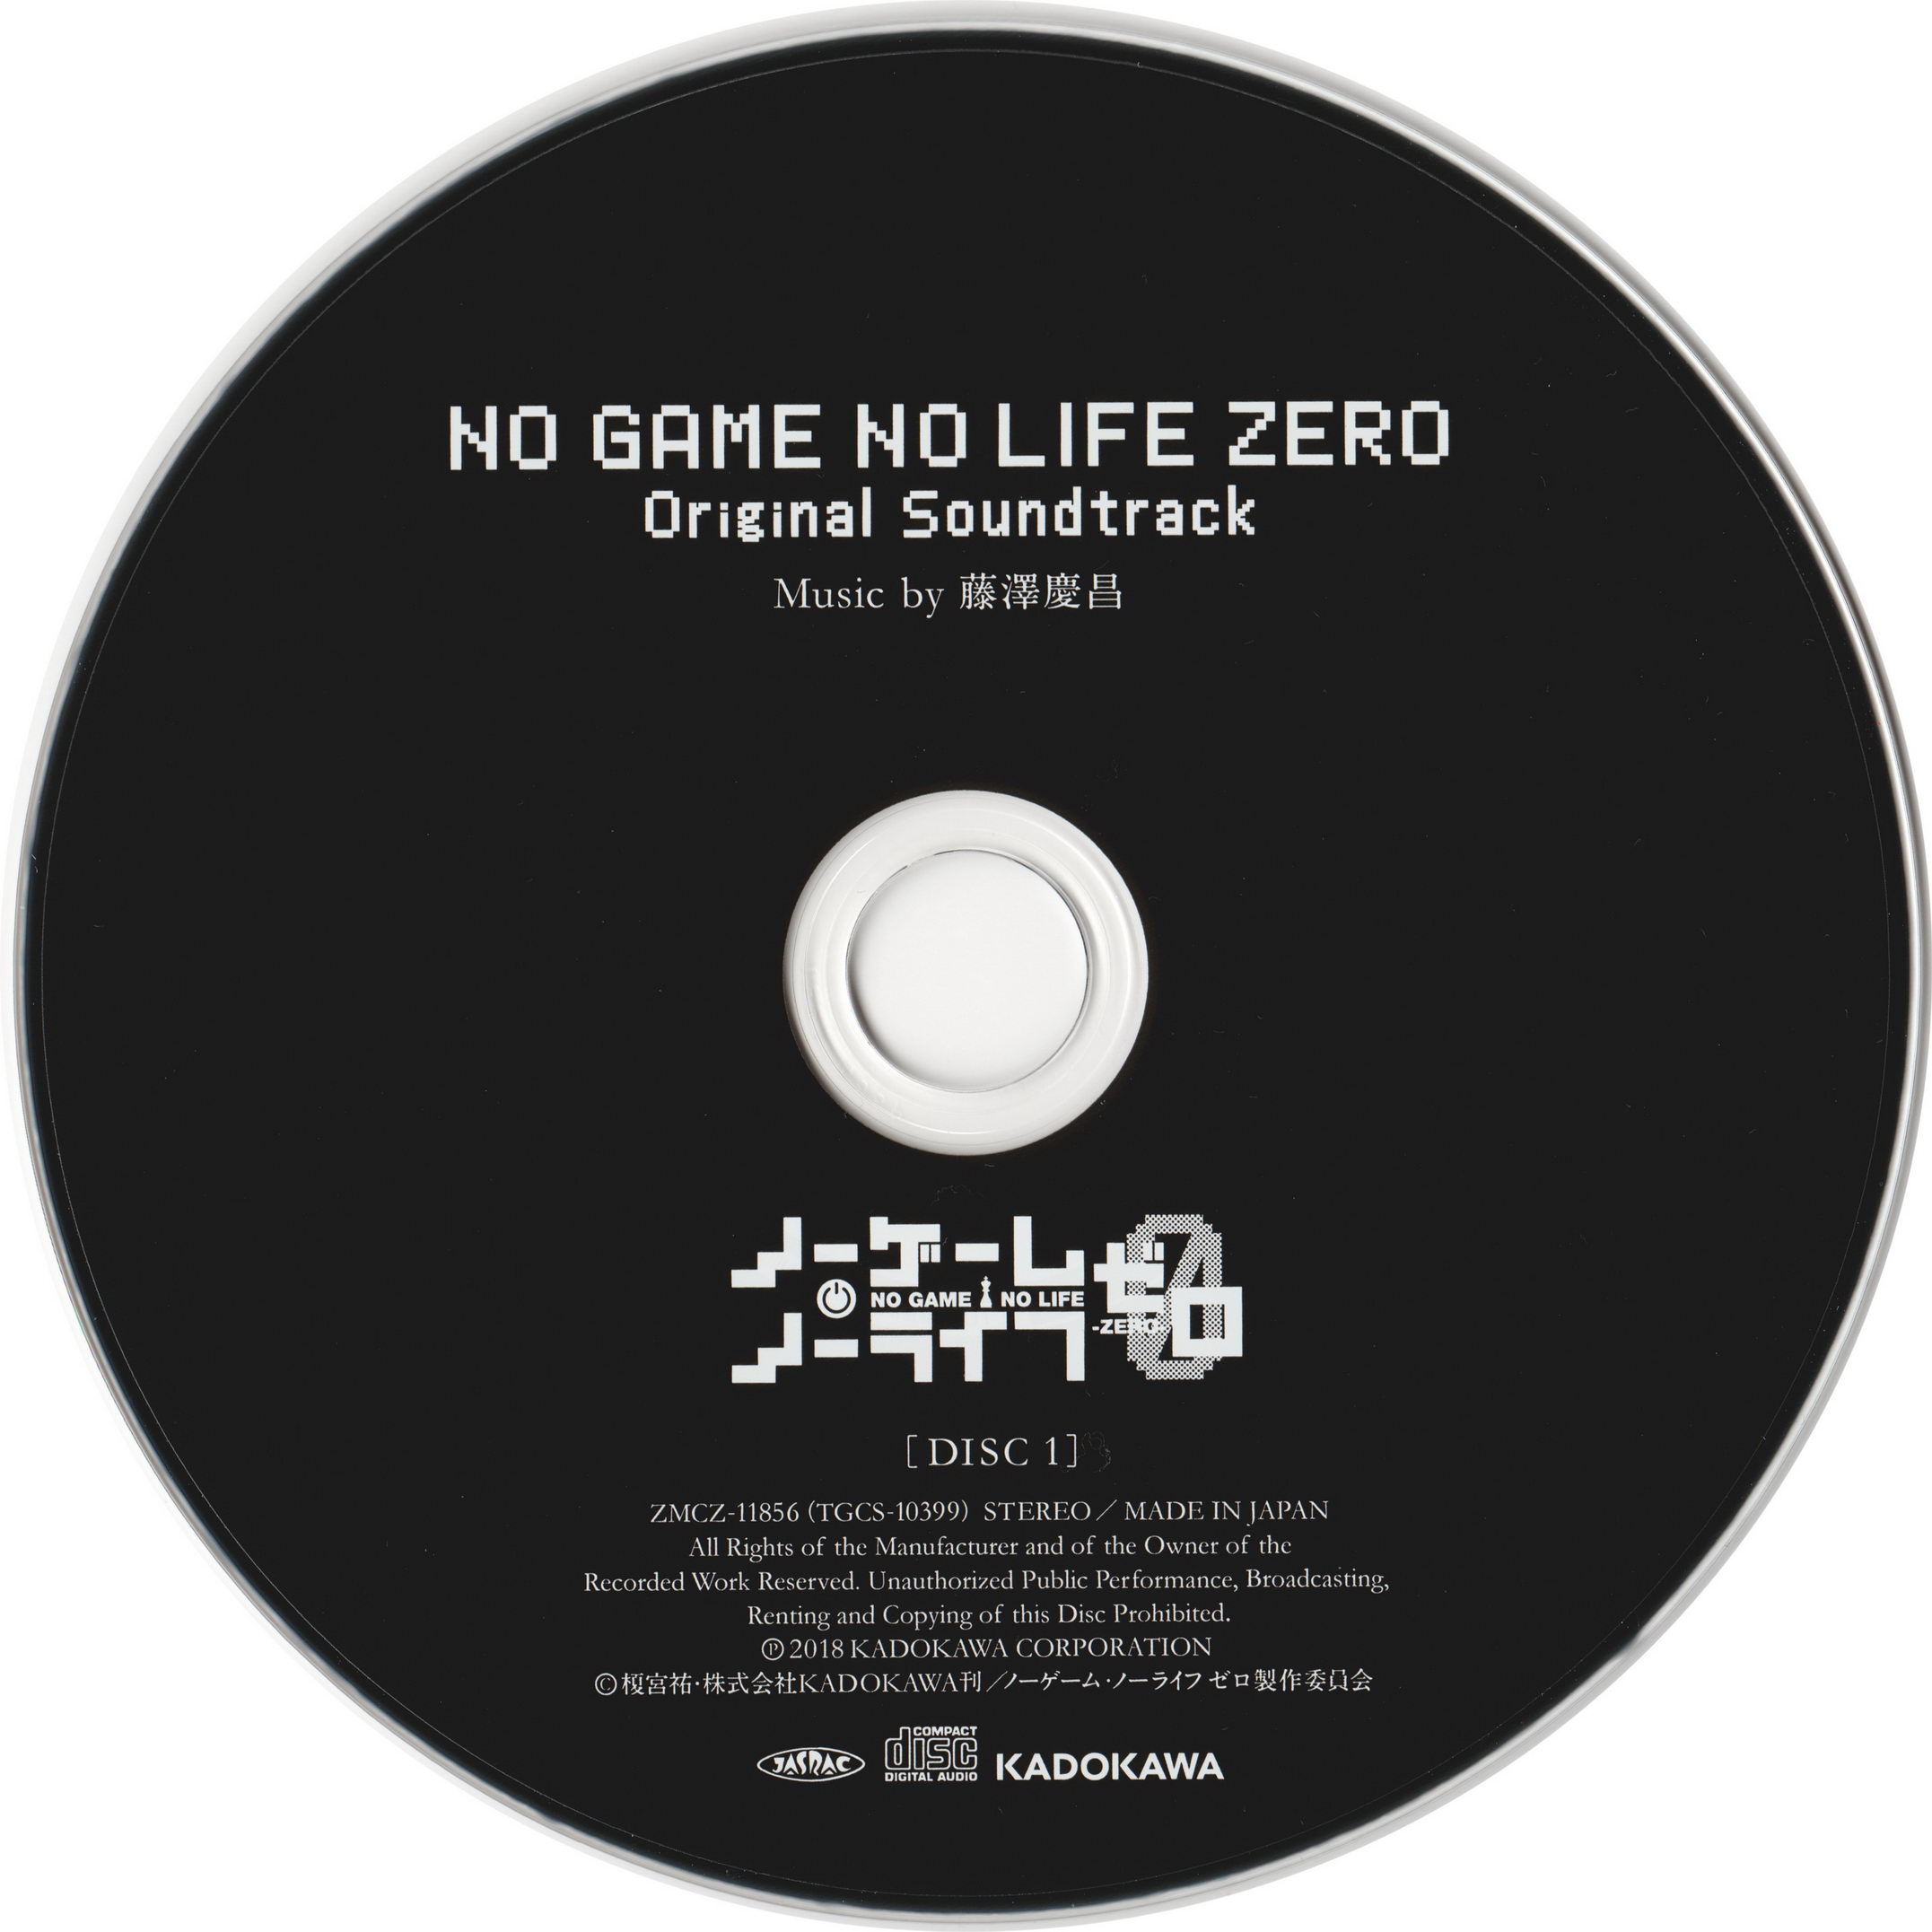 NO GAME NO LIFE ZERO
Original Soundtrack
Music by 藤澤慶昌
ノーゲーム
NO GAME NO LIFE
ノーライフ
ゼロ
-ZERO-
[DISC 1]
ZMCZ-11856 (TGCS-10399) STEREO／MADE IN JAPAN
All Rights of the Manufacturer and of the Owner of the
Recorded Work Reserved. Unauthorized Public Performance, Broadcasting,
Renting and Copying of this Disc Prohibited.
℗2018 KADOKAWA CORPORATION
©榎宮祐·株式会社KADOKAWA刊／ノーゲーム·ノーライフ ゼロ製作委員会
JASRAC COMPACT disc DIGITAL AUDIO KADOKAWA